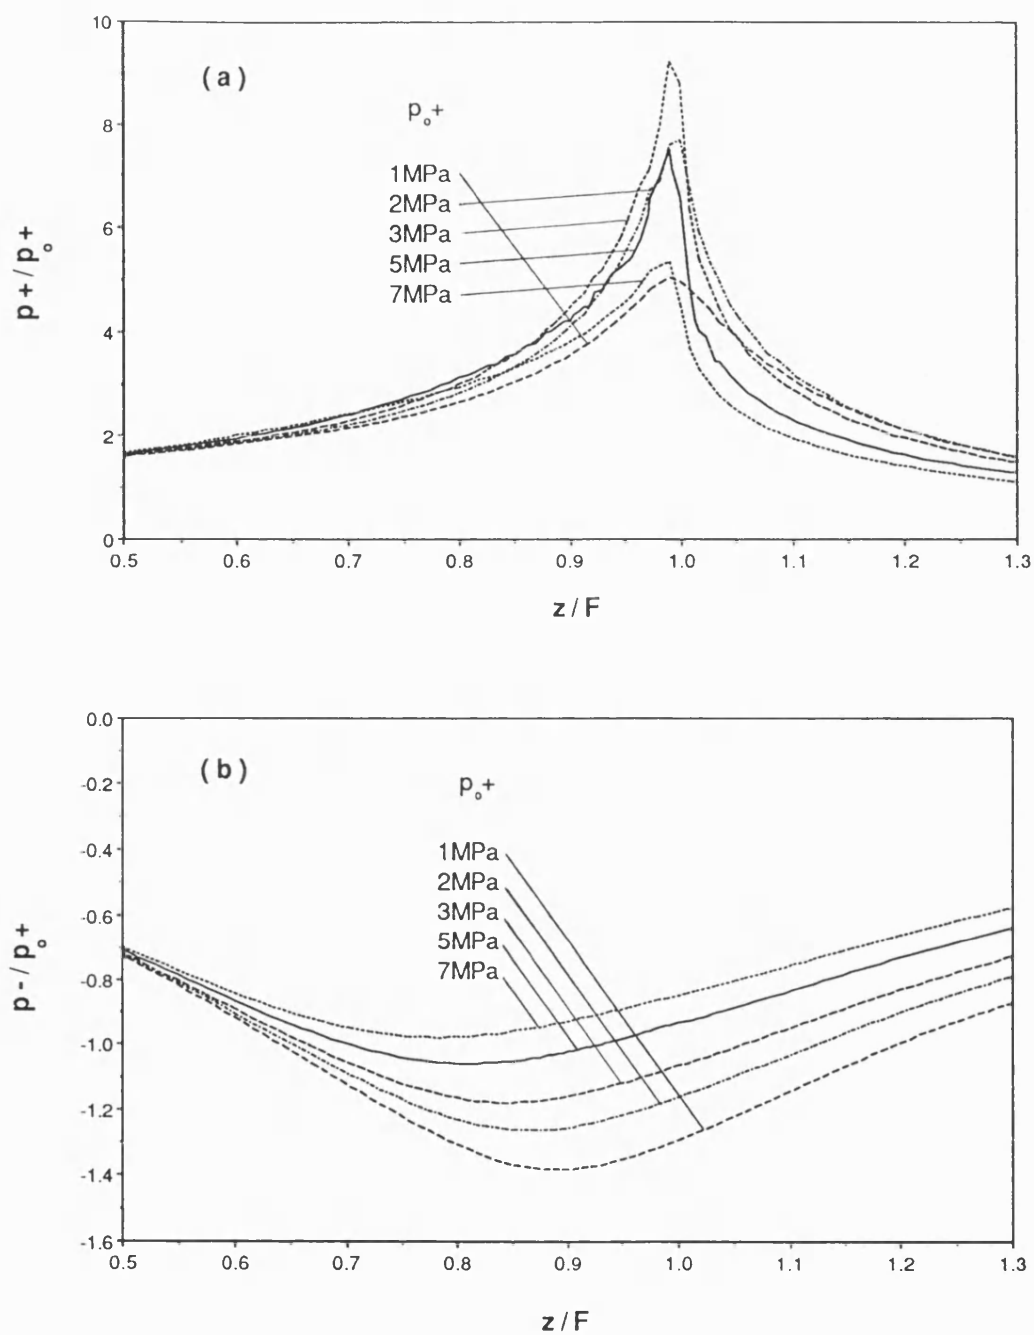 (a)
p₀+
1MPa
2MPa
3MPa
5MPa
7MPa
p+/p₀+
10
8
6
4
2
0
0.5 0.6 0.7 0.8 0.9 1.0 1.1 1.2 1.3
z/F
(b)
p₀+
1MPa
2MPa
3MPa
5MPa
7MPa
p-/p₀+
0.0
-0.2
-0.4
-0.6
-0.8
-1.0
-1.2
-1.4
-1.6
0.5 0.6 0.7 0.8 0.9 1.0 1.1 1.2 1.3
z/F